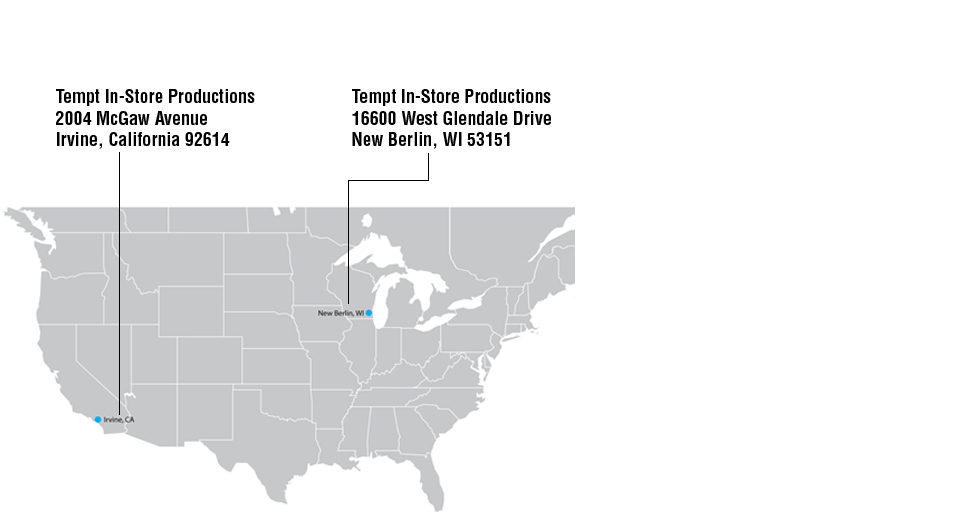 Tempt In-Store Productions
2004 McGaw Avenue
Irvine, California 92614
Tempt In-Store Productions
16600 West Glendale Drive
New Berlin, WI 53151
New Berlin, WI
Irvine, CA